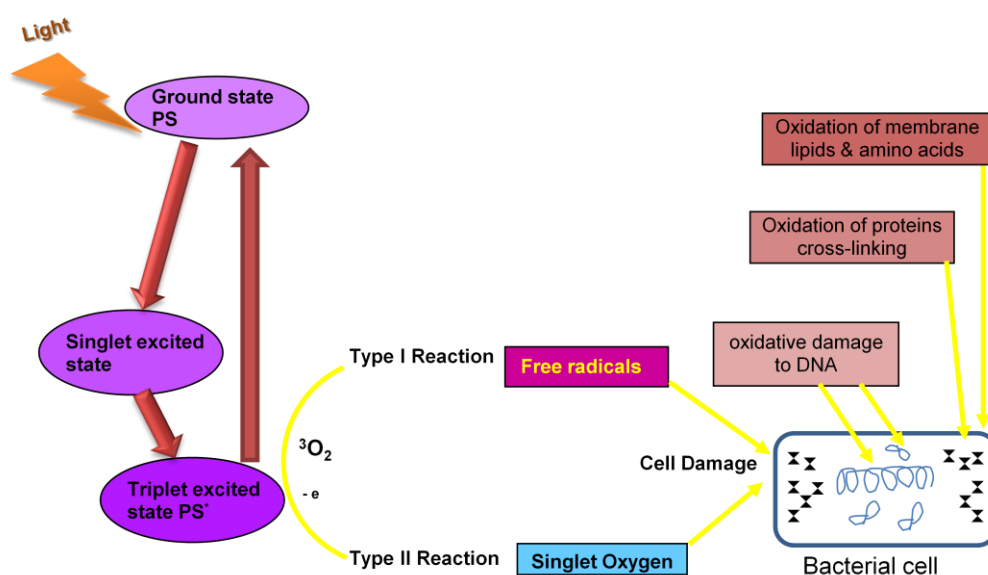 Light
Ground state
PS
Singlet excited
state
Triplet excited
state PS*
³O₂
- e
Type I Reaction
Free radicals
Type II Reaction
Singlet Oxygen
Cell Damage
Oxidation of membrane
lipids & amino acids
Oxidation of proteins
cross-linking
oxidative damage
to DNA
Bacterial cell